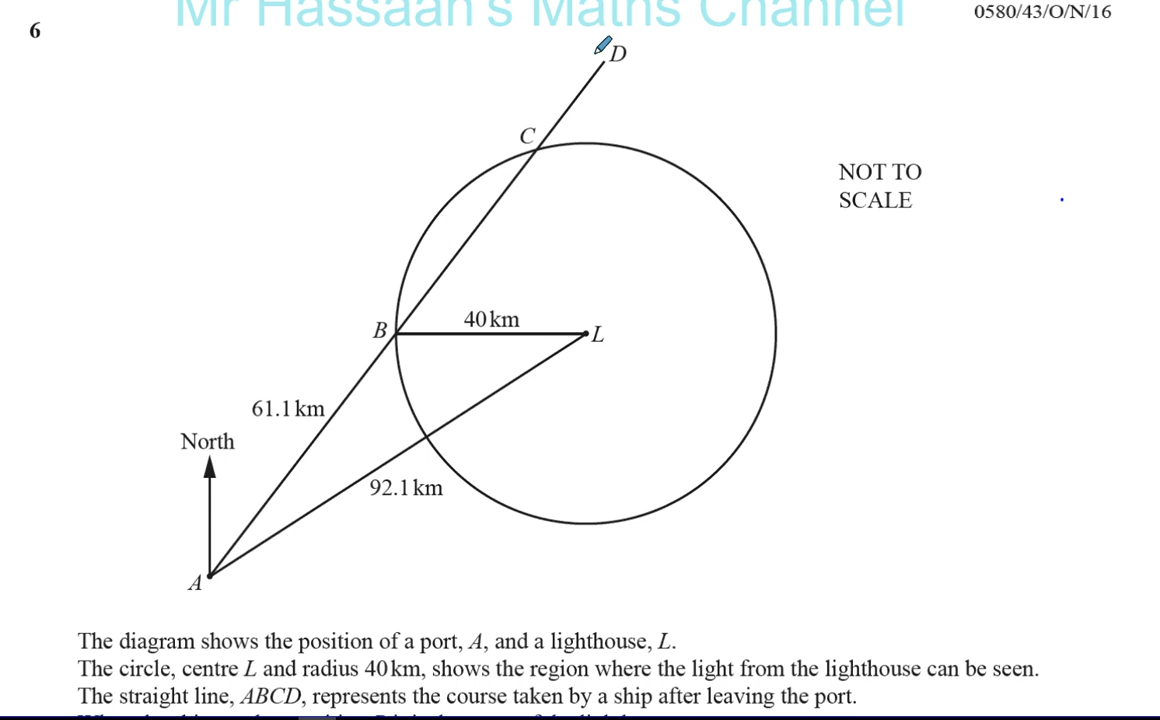 Mr Hassaan's Maths Channel
0580/43/O/N/16
6
D
C
NOT TO
SCALE
40 km
B
L
61.1 km
North
92.1 km
A
The diagram shows the position of a port, A, and a lighthouse, L.
The circle, centre L and radius 40 km, shows the region where the light from the lighthouse can be seen.
The straight line, ABCD, represents the course taken by a ship after leaving the port.